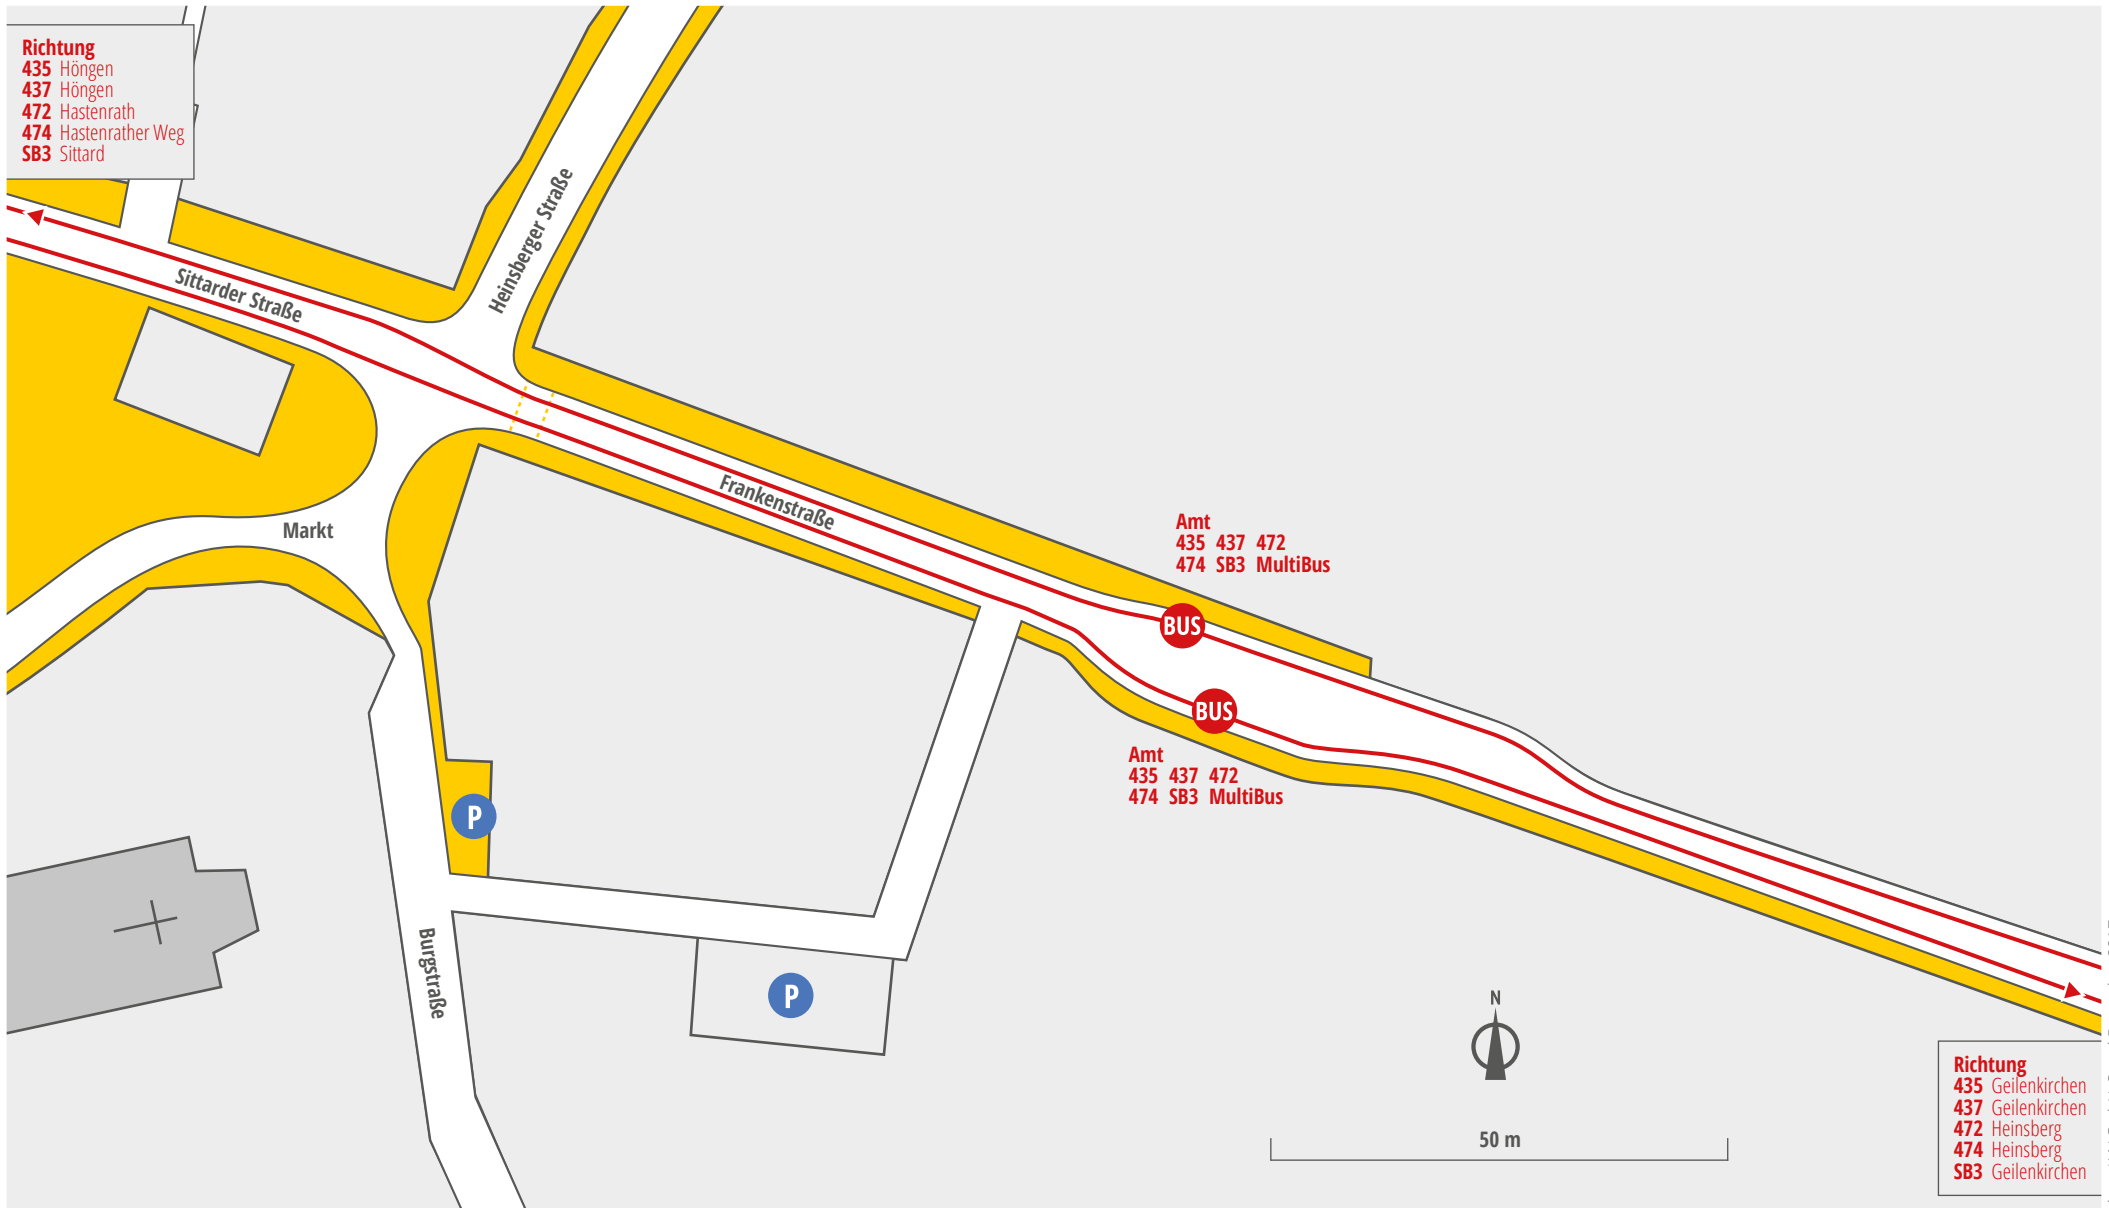 Richtung
435 Höngen
437 Höngen
472 Hastenrath
474 Hastenrather Weg
SB3 Sittard
Heinsberger Straße
Sittarder Straße
Frankenstraße
Markt
Amt
435 437 472
474 SB3 MultiBus
BUS
BUS
Amt
435 437 472
474 SB3 MultiBus
P
Burgstraße
P
N
50 m
Richtung
435 Geilenkirchen
437 Geilenkirchen
472 Heinsberg
474 Heinsberg
SB3 Geilenkirchen